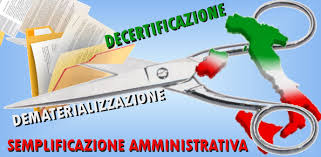 DECERTIFICAZIONE
DEMATERIALIZZAZIONE
SEMPLIFICAZIONE AMMINISTRATIVA